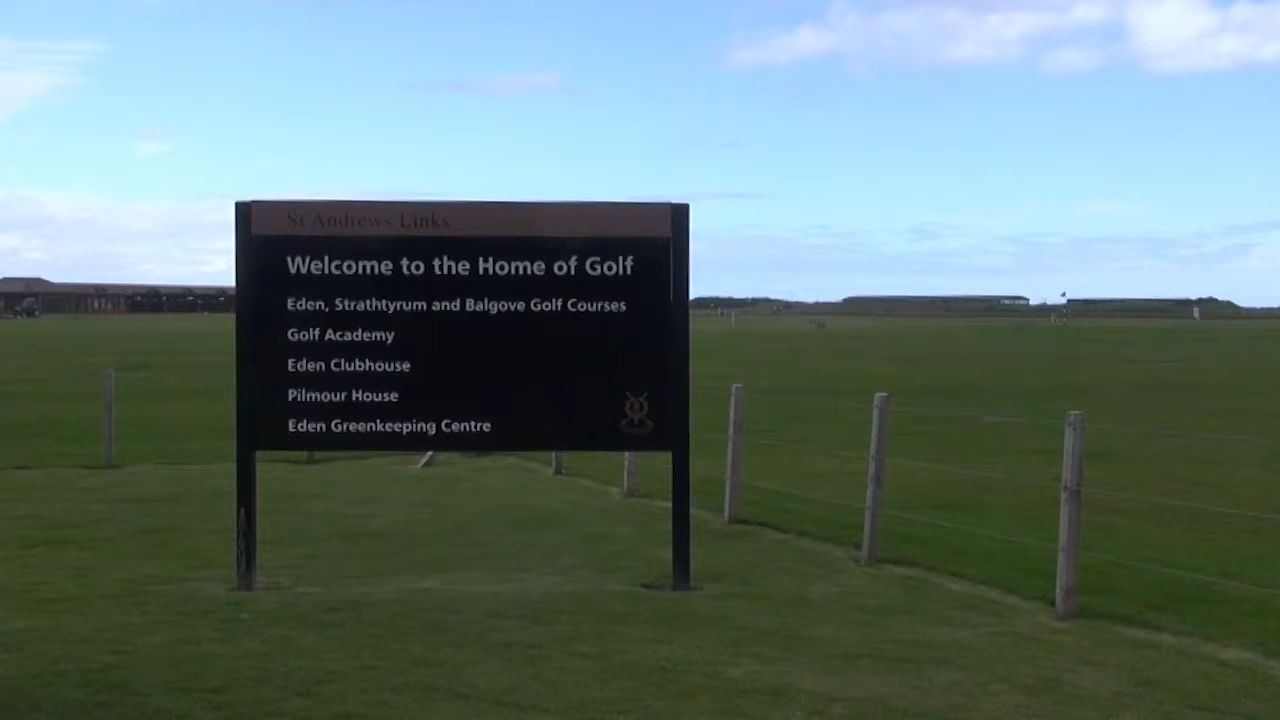 St Andrews Links
Welcome to the Home of Golf
Eden, Strathtyrum and Balgove Golf Courses
Golf Academy
Eden Clubhouse
Pilmour House
Eden Greenkeeping Centre